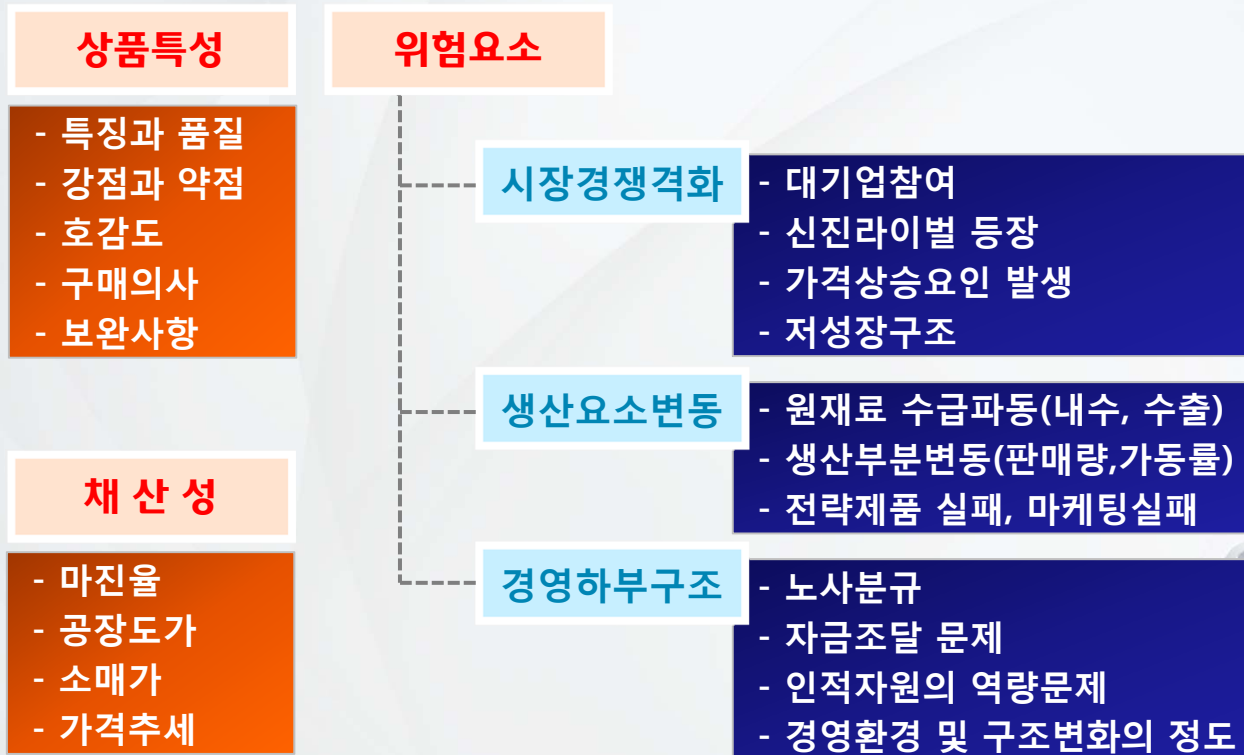 상품특성
- 특징과 품질
- 강점과 약점
- 호감도
- 구매의사
- 보완사항
채 산 성
- 마진율
- 공장도가
- 소매가
- 가격추세
위험요소
시장경쟁격화
- 대기업참여
- 신진라이벌 등장
- 가격상승요인 발생
- 저성장구조
생산요소변동
- 원재료 수급파동(내수, 수출)
- 생산부분변동(판매량,가동률)
- 전략제품 실패, 마케팅실패
경영하부구조
- 노사분규
- 자금조달 문제
- 인적자원의 역량문제
- 경영환경 및 구조변화의 정도